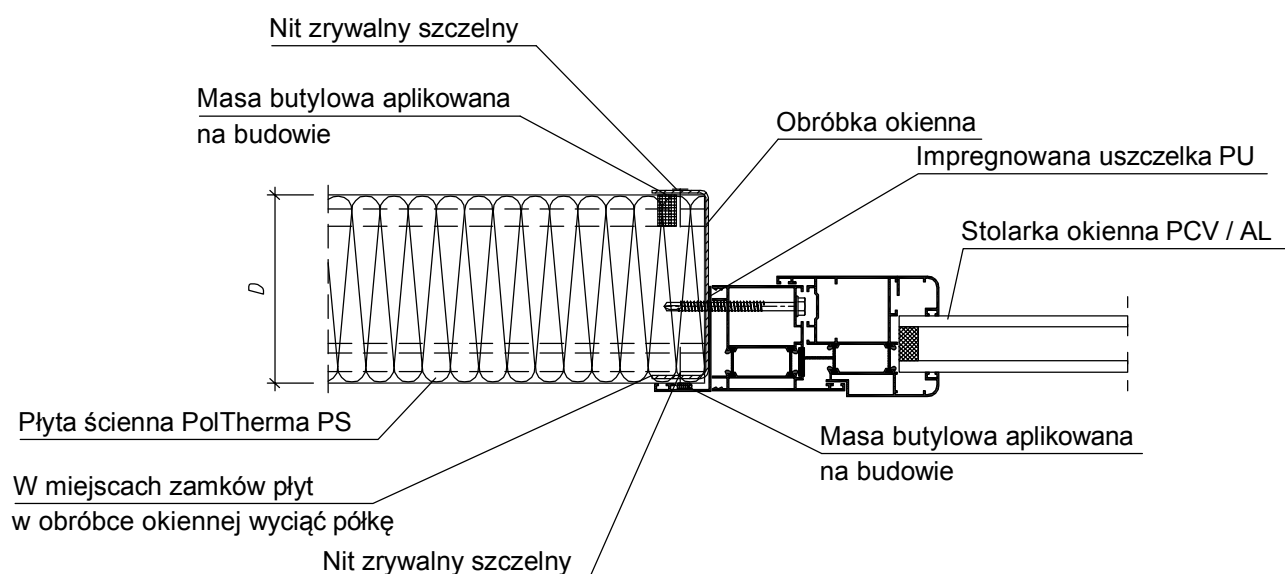 Nit zrywalny szczelny
Masa butylowa aplikowana
na budowie
Obróbka okienna
Impregnowana uszczelka PU
Stolarka okienna PCV / AL
D
Płyta ścienna PolTherma PS
Masa butylowa aplikowana
na budowie
W miejscach zamków płyt
w obróbce okiennej wyciąć półkę
Nit zrywalny szczelny